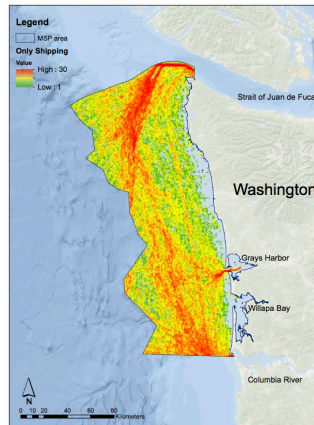 Legend
MSP area
Only Shipping
Value
High : 30
Low : 1
Strait of Juan de Fuca
Washington
Grays Harbor
Willapa Bay
Columbia River
N
0 10 20 40 60 80
Kilometers